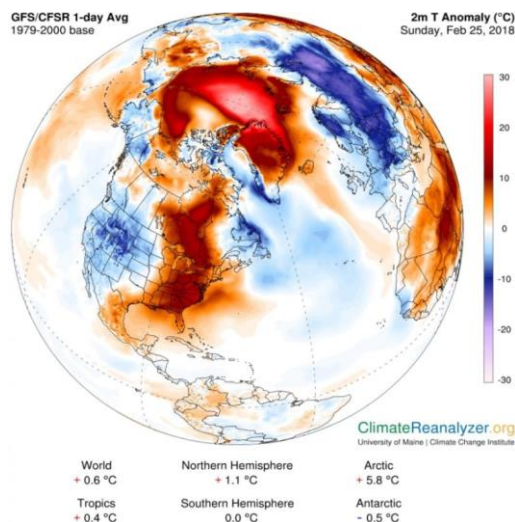 GFS/CFSR 1-day Avg
1979-2000 base
2m T Anomaly (°C)
Sunday, Feb 25, 2018
30
20
10
0
-10
-20
-30
ClimateReanalyzer.org
University of Maine | Climate Change Institute
World
+ 0.6 °C
Northern Hemisphere
+ 1.1 °C
Arctic
+ 5.8 °C
Tropics
+ 0.4 °C
Southern Hemisphere
0.0 °C
Antarctic
- 0.5 °C